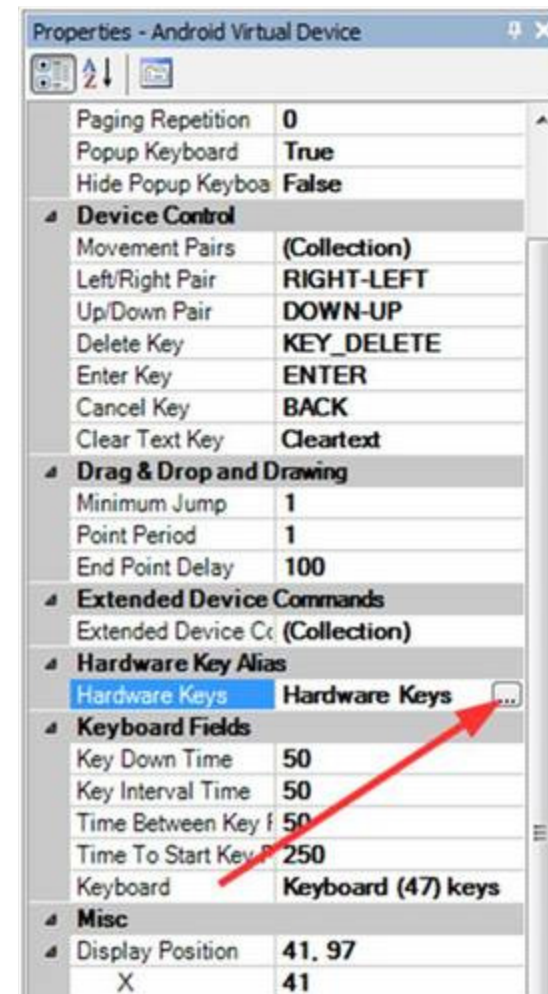 Properties - Android Virtual Device
Paging Repetition 0
Popup Keyboard True
Hide Popup Keyboa False
Device Control
Movement Pairs (Collection)
Left/Right Pair RIGHT-LEFT
Up/Down Pair DOWN-UP
Delete Key KEY_DELETE
Enter Key ENTER
Cancel Key BACK
Clear Text Key Cleartext
Drag & Drop and Drawing
Minimum Jump 1
Point Period 1
End Point Delay 100
Extended Device Commands
Extended Device Cc (Collection)
Hardware Key Alias
Hardware Keys Hardware Keys ...
Keyboard Fields
Key Down Time 50
Key Interval Time 50
Time Between Key 50
Time To Start Key 250
Keyboard Keyboard (47) keys
Misc
Display Position 41, 97
X 41